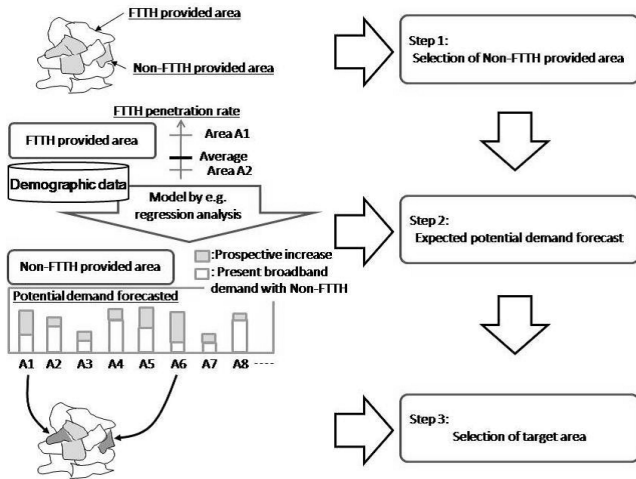 FTTH provided area
Non-FTTH provided area
Step 1:
Selection of Non-FTTH provided area
FTTH penetration rate
Area A1
FTTH provided area
Average
Area A2
Demographic data
Model by e.g.
regression analysis
Step 2:
Expected potential demand forecast
Non-FTTH provided area
:Prospective increase
: Present broadband
demand with Non-FTTH
Potential demand forecasted
A1 A2 A3 A4 A5 A6 A7 A8 ----
Step 3:
Selection of target area